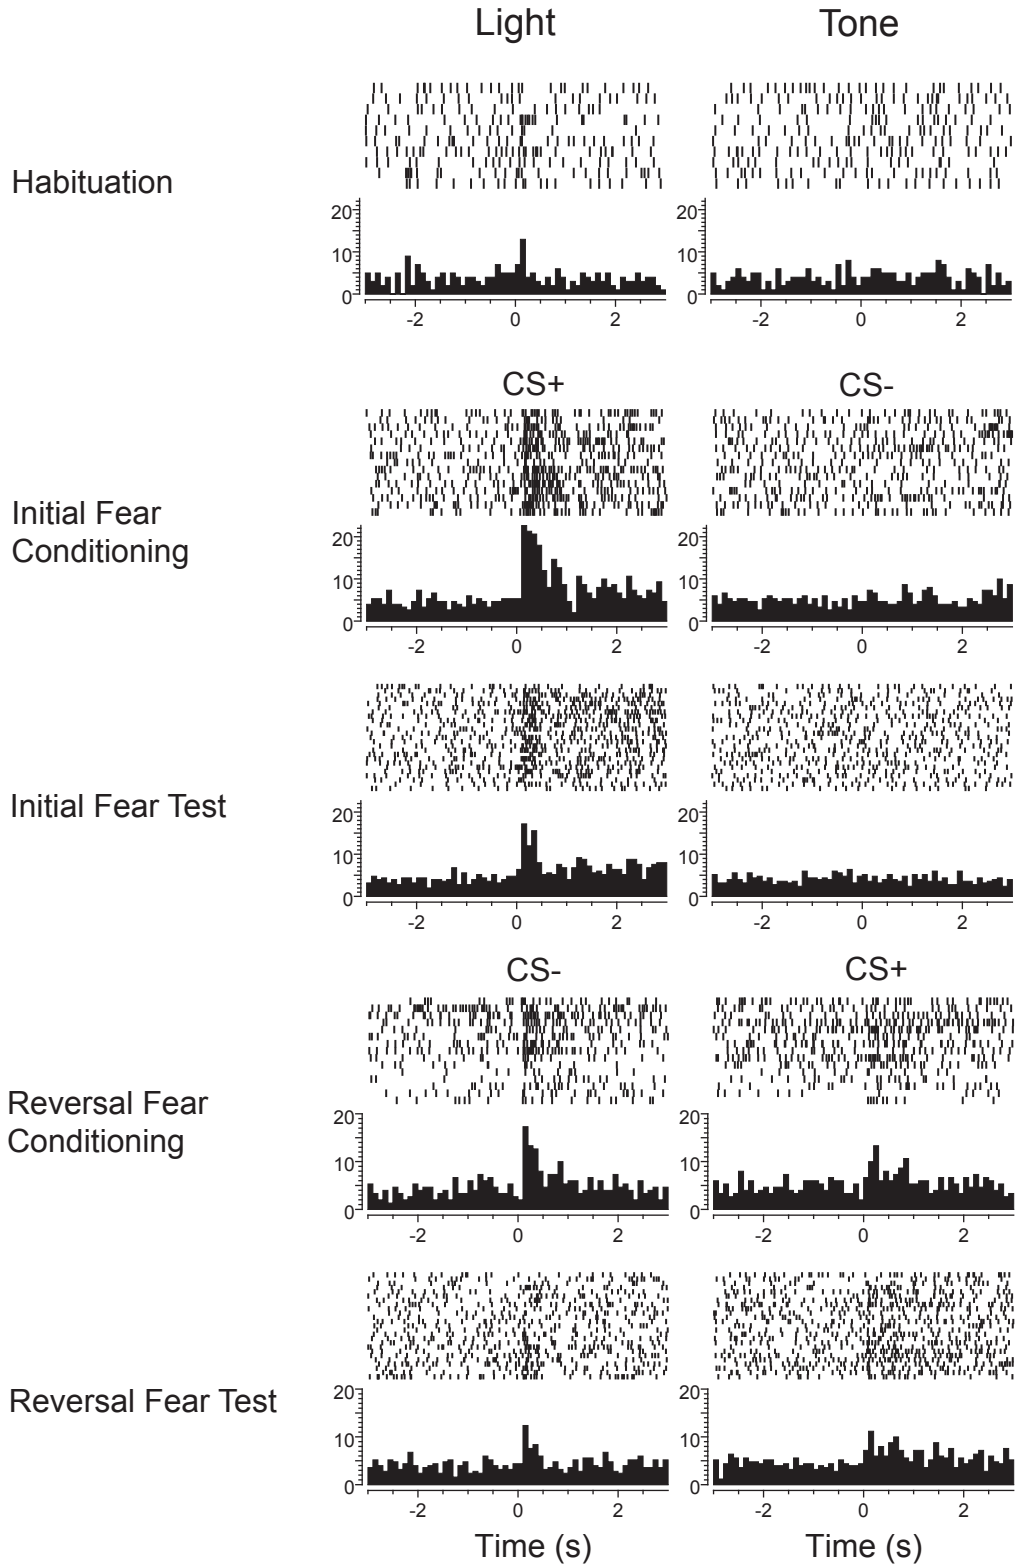 Light Tone
Habituation
20 20
10 10
0 0
-2 0 2 -2 0 2
CS+ CS-
Initial Fear
Conditioning
20 20
10 10
0 0
-2 0 2 -2 0 2
Initial Fear Test
20 20
10 10
0 0
-2 0 2 -2 0 2
CS- CS+
Reversal Fear
Conditioning
20 20
10 10
0 0
-2 0 2 -2 0 2
Reversal Fear Test
20 20
10 10
0 0
-2 0 2 -2 0 2
Time (s) Time (s)